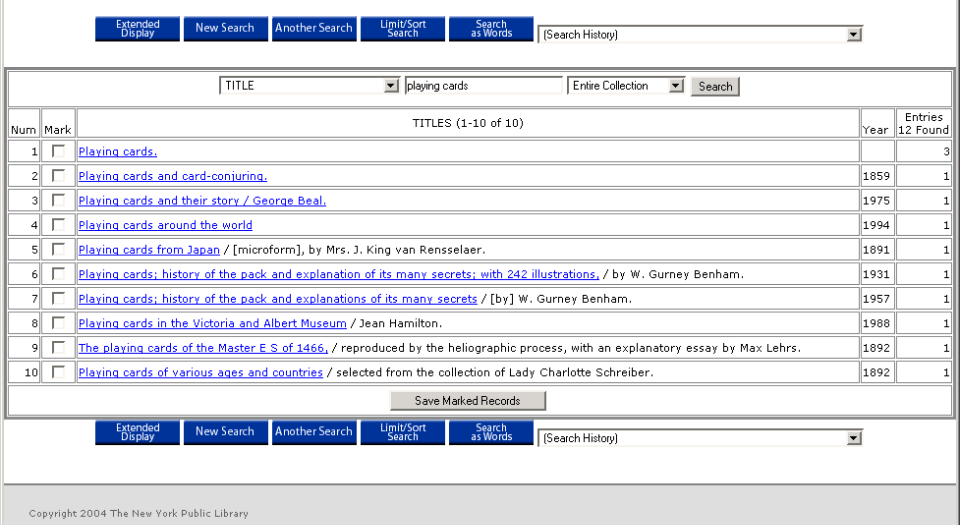 Extended Display New Search Another Search Limit/Sort Search Search as Words (Search History)
TITLE playing cards Entire Collection Search
Num Mark TITLES (1-10 of 10) Year Entries 12 Found
1 Playing cards. 3
2 Playing cards and card-conjuring. 1859 1
3 Playing cards and their story / George Beal. 1975 1
4 Playing cards around the world 1994 1
5 Playing cards from Japan / [microform], by Mrs. J. King van Rensselaer. 1891 1
6 Playing cards; history of the pack and explanation of its many secrets; with 242 illustrations, / by W. Gurney Benham. 1931 1
7 Playing cards; history of the pack and explanations of its many secrets / [by] W. Gurney Benham. 1957 1
8 Playing cards in the Victoria and Albert Museum / Jean Hamilton. 1988 1
9 The playing cards of the Master E S of 1466, / reproduced by the heliographic process, with an explanatory essay by Max Lehrs. 1892 1
10 Playing cards of various ages and countries / selected from the collection of Lady Charlotte Schreiber. 1892 1
Save Marked Records
Extended Display New Search Another Search Limit/Sort Search Search as Words (Search History)
Copyright 2004 The New York Public Library